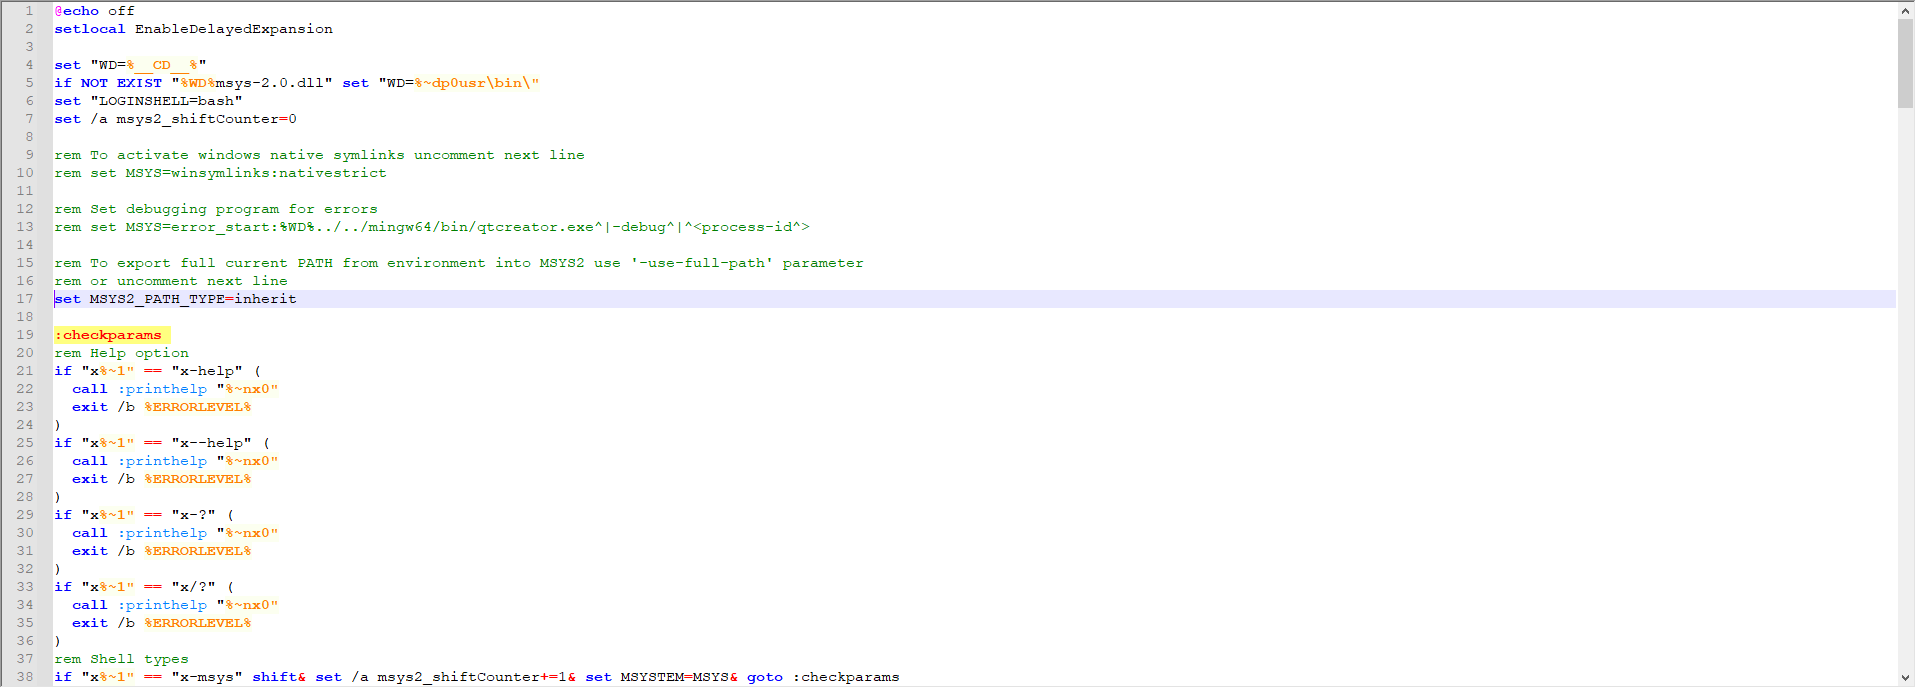 1 @echo off
2 setlocal EnableDelayedExpansion
3
4 set "WD=%__CD__%"
5 if NOT EXIST "%WD%msys-2.0.dll" set "WD=%~dp0usr\bin\"
6 set "LOGINSHELL=bash"
7 set /a msys2_shiftCounter=0
8
9 rem To activate windows native symlinks uncomment next line
10 rem set MSYS=winsymlinks:nativestrict
11
12 rem Set debugging program for errors
13 rem set MSYS=error_start:%WD%../../mingw64/bin/qtcreator.exe^|-debug^|^<process-id^>
14
15 rem To export full current PATH from environment into MSYS2 use '-use-full-path' parameter
16 rem or uncomment next line
17 set MSYS2_PATH_TYPE=inherit
18
19 :checkparams
20 rem Help option
21 if "x%~1" == "x-help" (
22   call :printhelp "%~nx0"
23   exit /b %ERRORLEVEL%
24 )
25 if "x%~1" == "x--help" (
26   call :printhelp "%~nx0"
27   exit /b %ERRORLEVEL%
28 )
29 if "x%~1" == "x-?" (
30   call :printhelp "%~nx0"
31   exit /b %ERRORLEVEL%
32 )
33 if "x%~1" == "x/?" (
34   call :printhelp "%~nx0"
35   exit /b %ERRORLEVEL%
36 )
37 rem Shell types
38 if "x%~1" == "x-msys" shift& set /a msys2_shiftCounter+=1& set MSYSTEM=MSYS& goto :checkparams